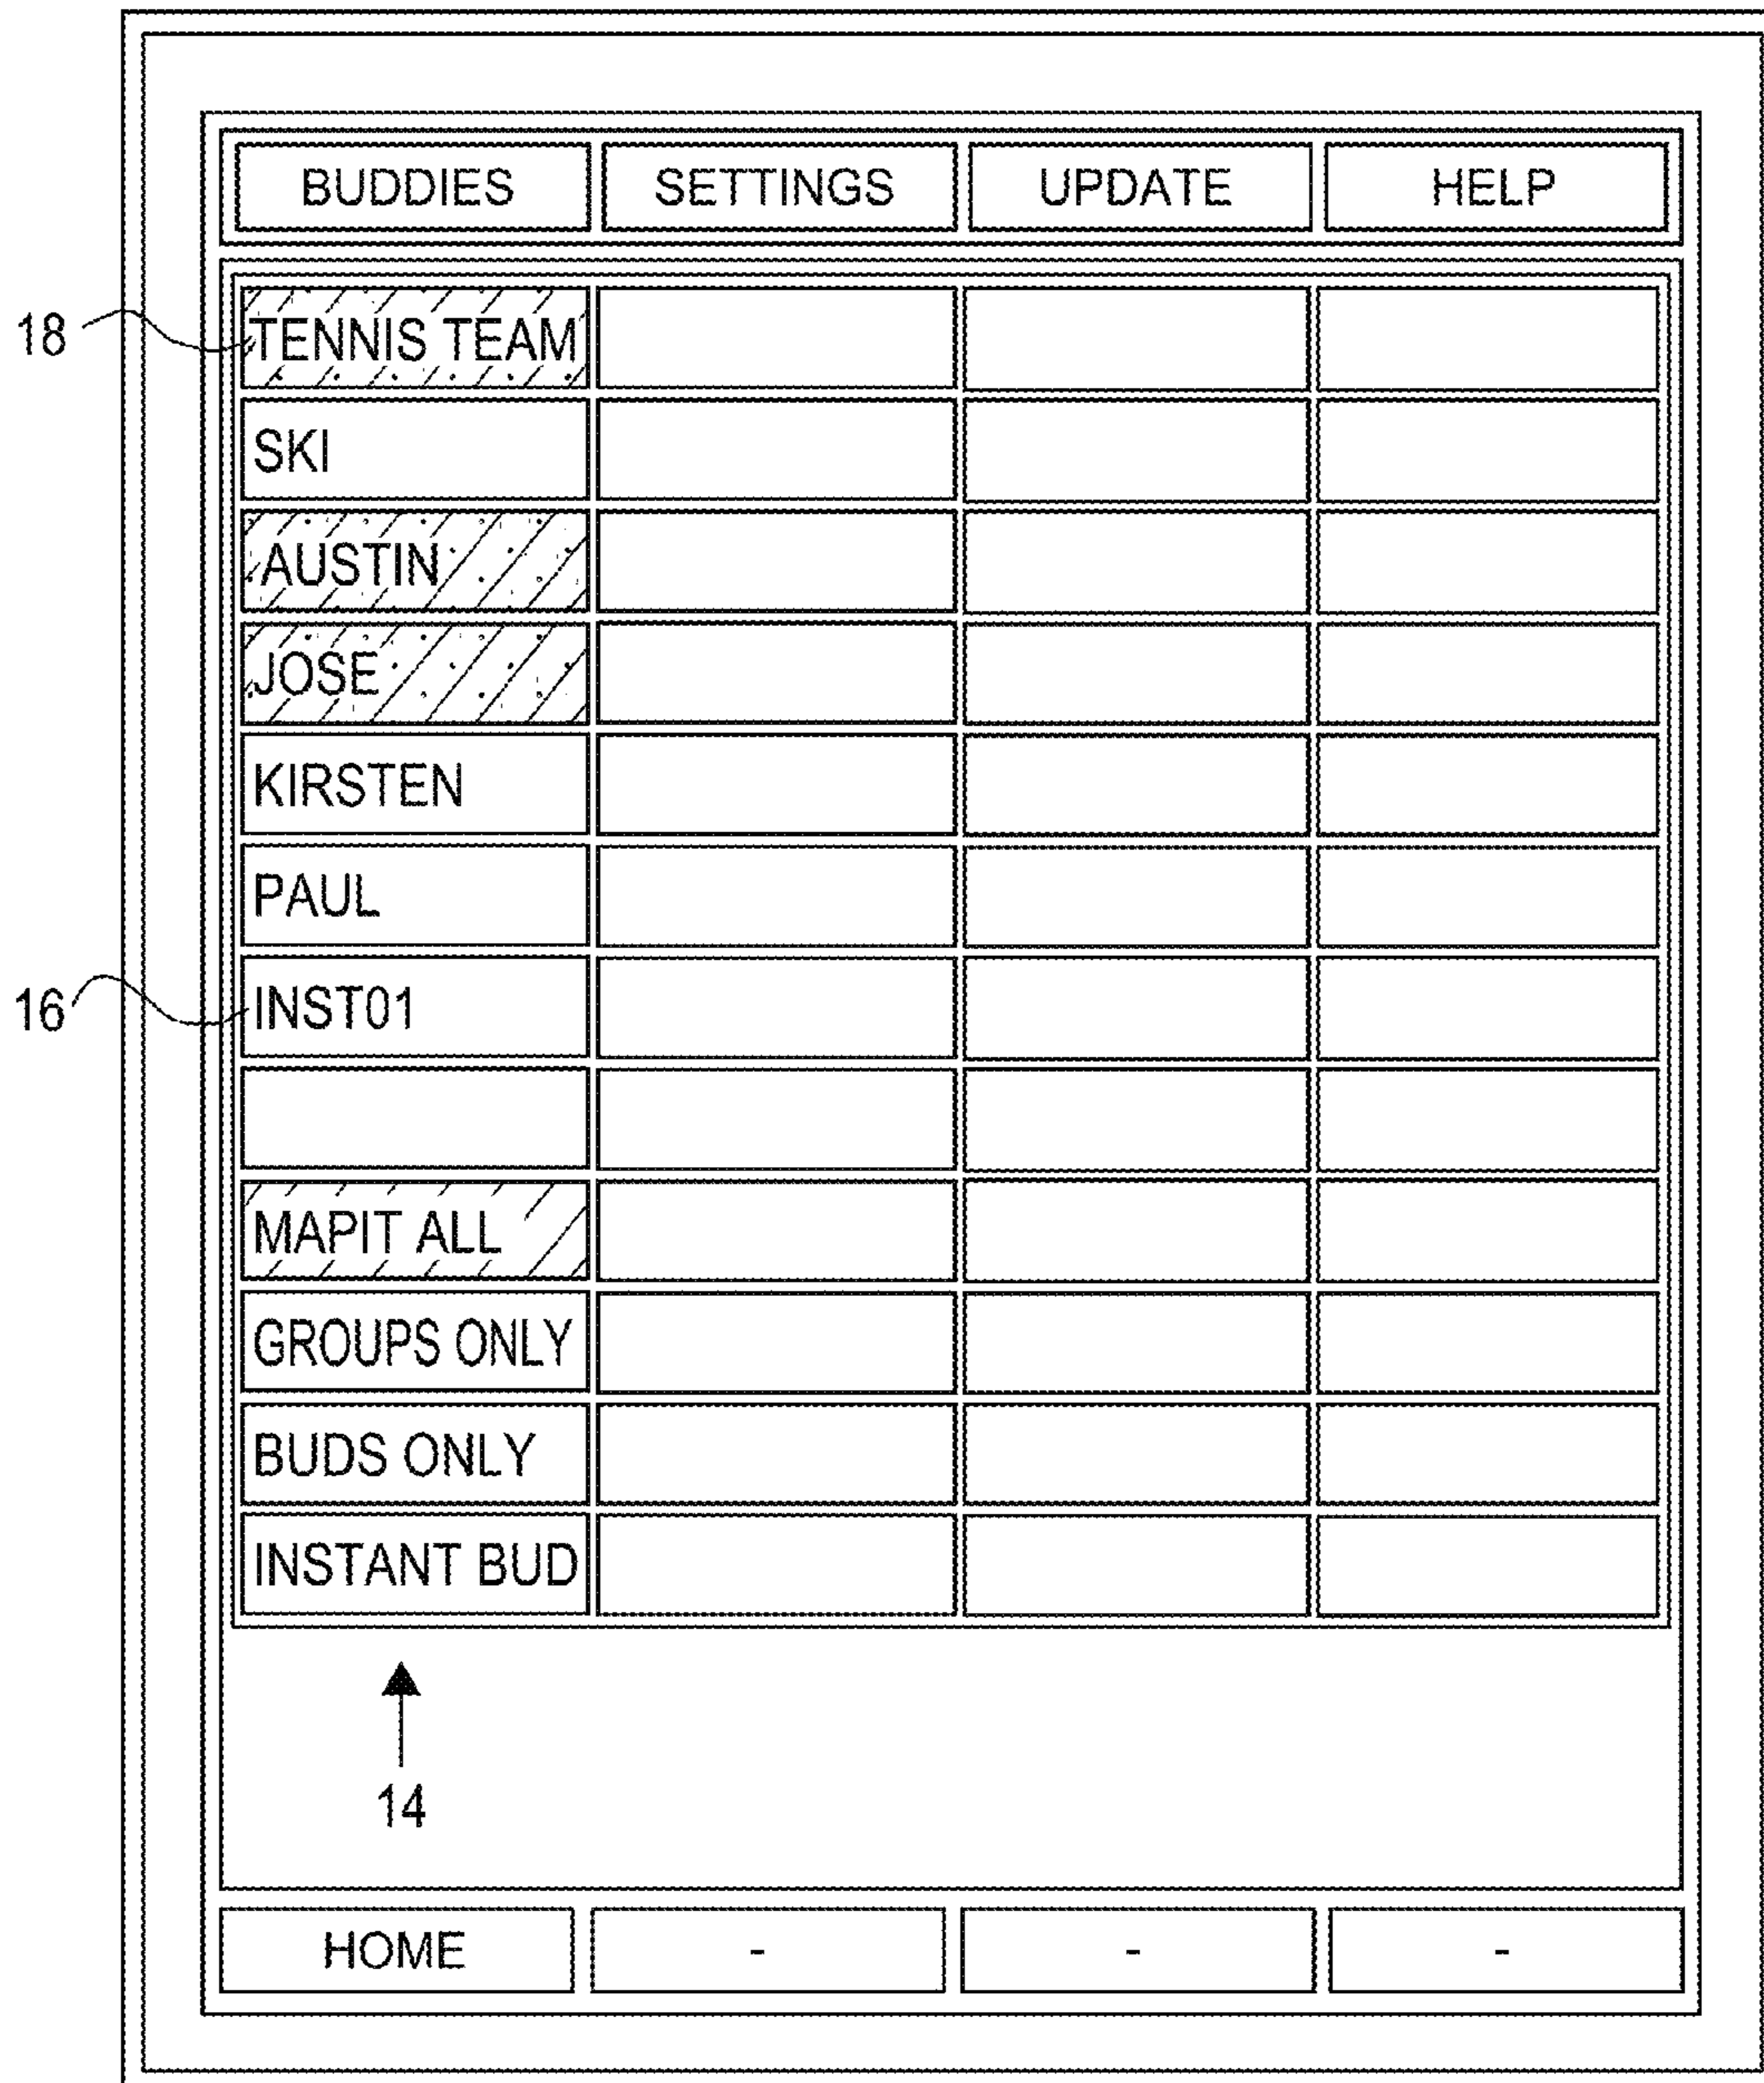 BUDDIES SETTINGS UPDATE HELP
18 TENNIS TEAM
SKI
AUSTIN
JOSE
KIRSTEN
PAUL
16 INST01
MAPIT ALL
GROUPS ONLY
BUDS ONLY
INSTANT BUD
14
HOME - - -